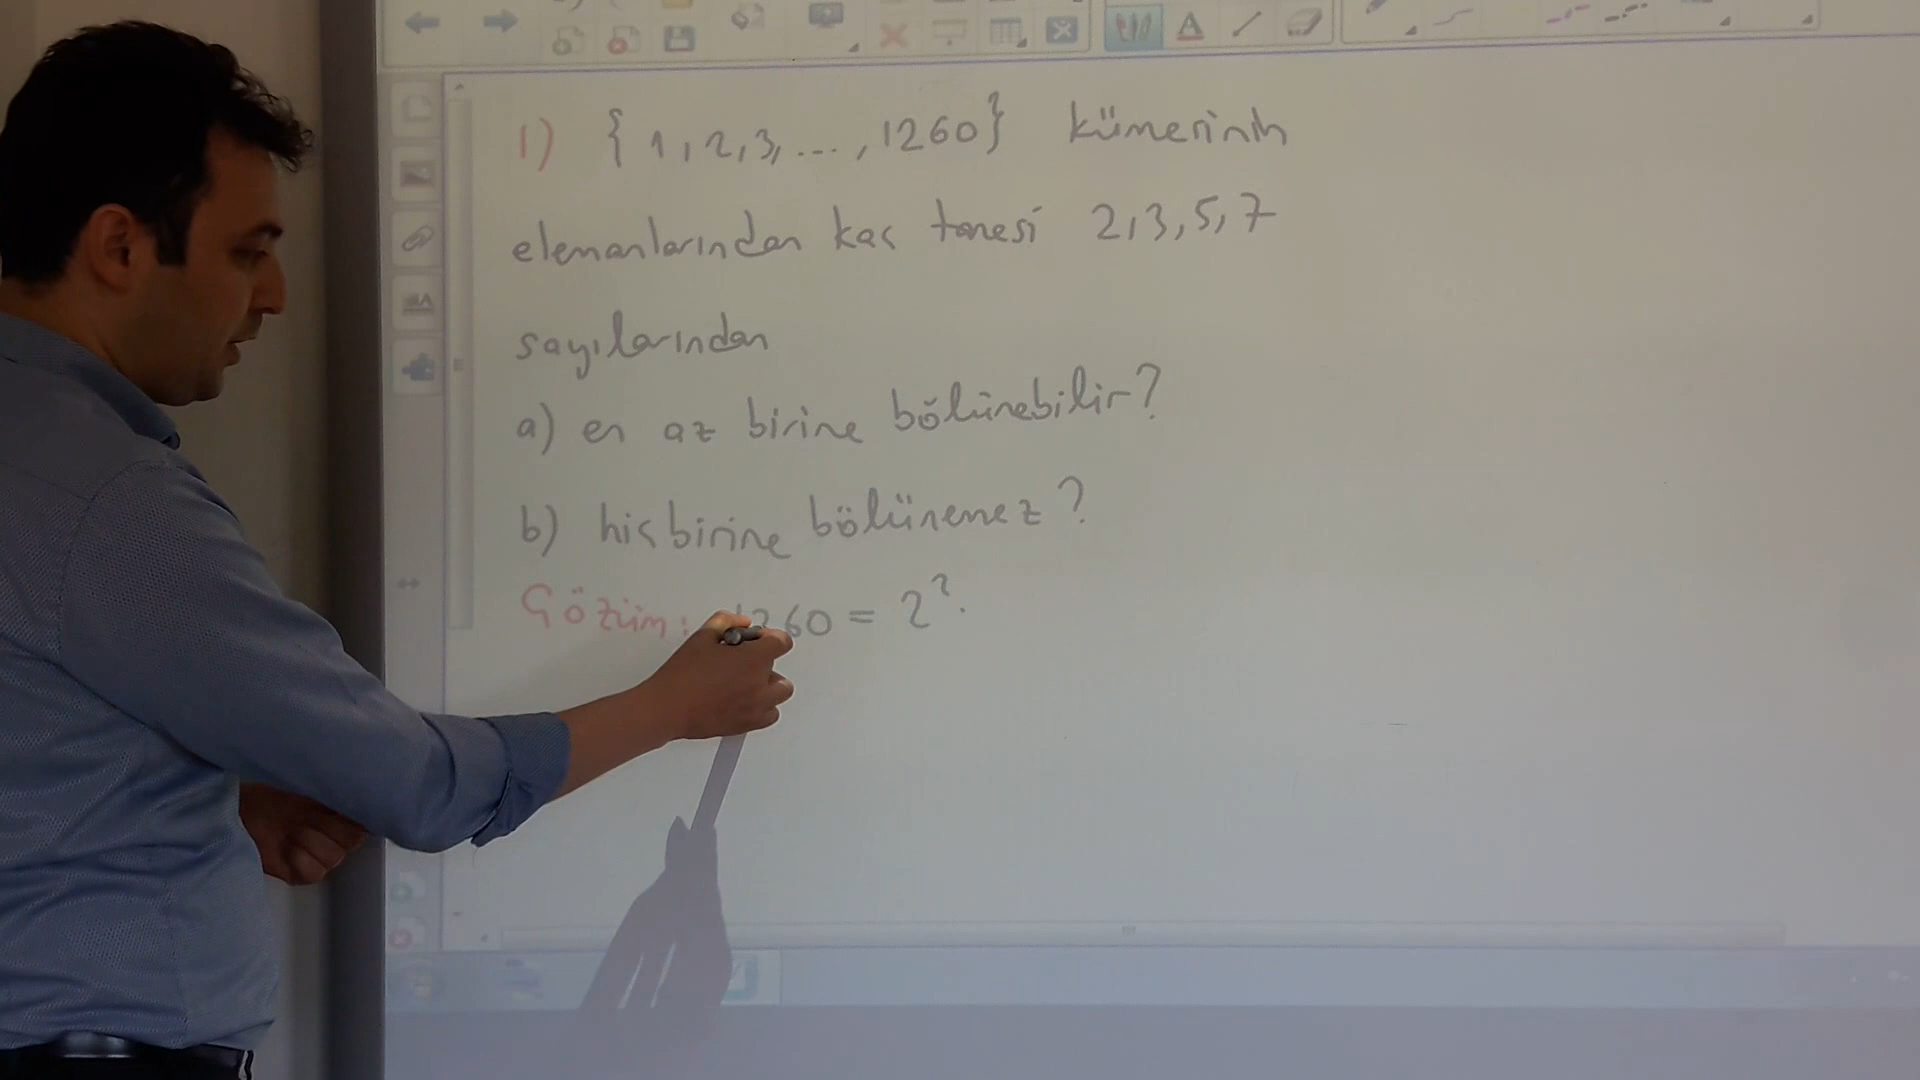 1) {1,2,3,...,1260} kümesinin
elemanlarından kaç tanesi 2,3,5,7
sayılarından
a) en az birine bölünebilir?
b) hiçbirine bölünemez?
Çözüm: 1260 = 2².